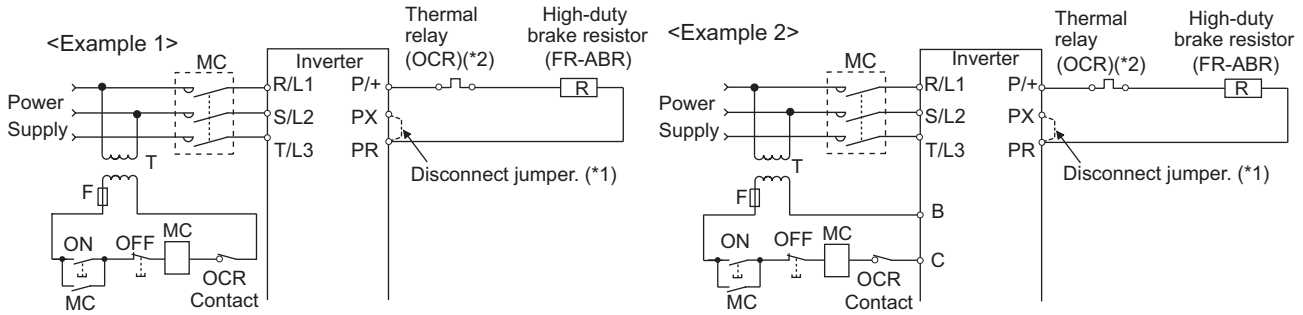 <Example 1>
MC
Power
Supply
T
F
ON
OFF
MC
MC
OCR
Contact
Inverter
R/L1
S/L2
T/L3
P/+
PX
PR
Thermal
relay
(OCR)(*2)
High-duty
brake resistor
(FR-ABR)
R
Disconnect jumper. (*1)
<Example 2>
MC
Power
Supply
T
F
ON
OFF
MC
MC
OCR
Contact
Inverter
R/L1
S/L2
T/L3
B
C
P/+
PX
PR
Thermal
relay
(OCR)(*2)
High-duty
brake resistor
(FR-ABR)
R
Disconnect jumper. (*1)